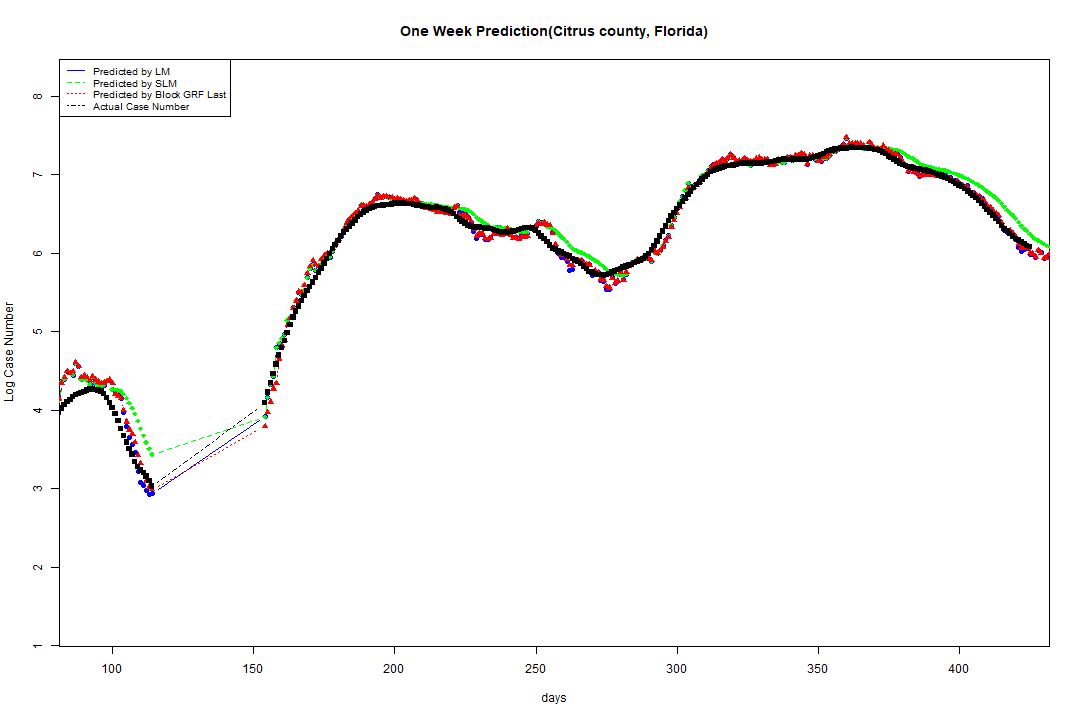 One Week Prediction(Citrus county, Florida)
Predicted by LM
Predicted by SLM
Predicted by Block GRF Last
Actual Case Number
Log Case Number
8
7
6
5
4
3
2
1
100 150 200 250 300 350 400
days